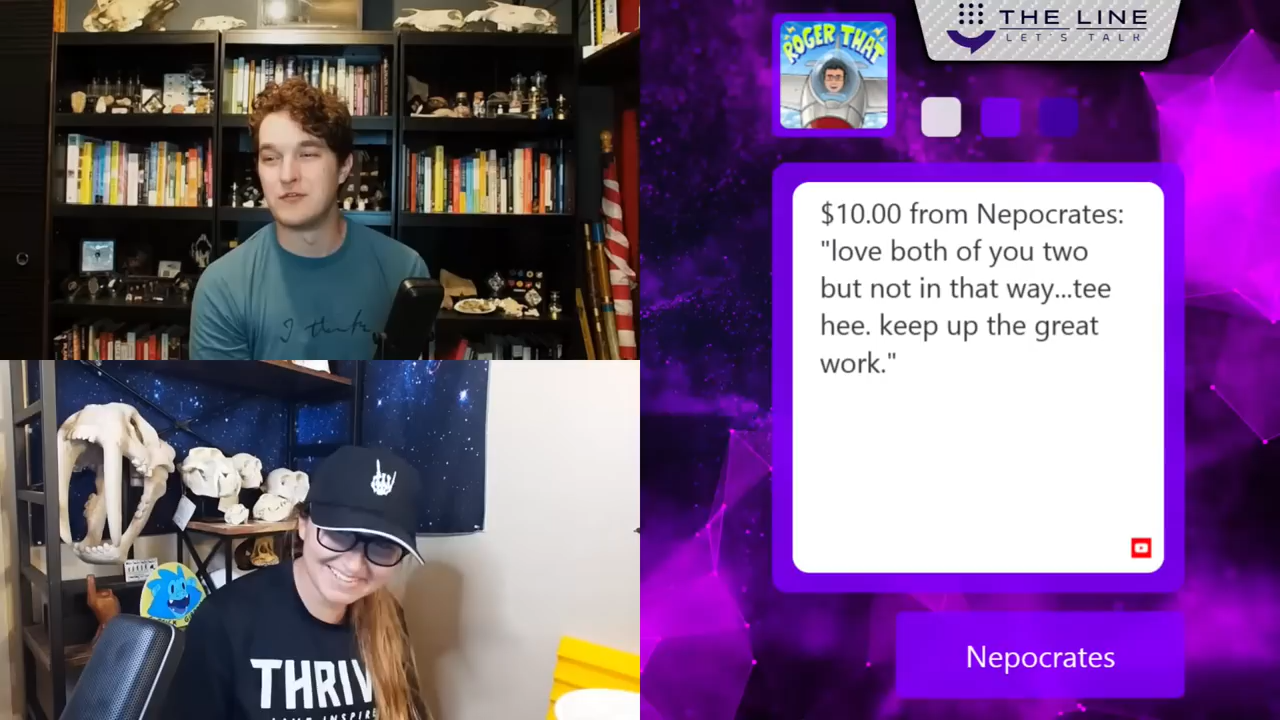 ROGER THAT
THE LINE
LET'S TALK
$10.00 from Nepocrates:
"love both of you two
but not in that way...tee
hee. keep up the great
work."
Nepocrates
I think
THRIV